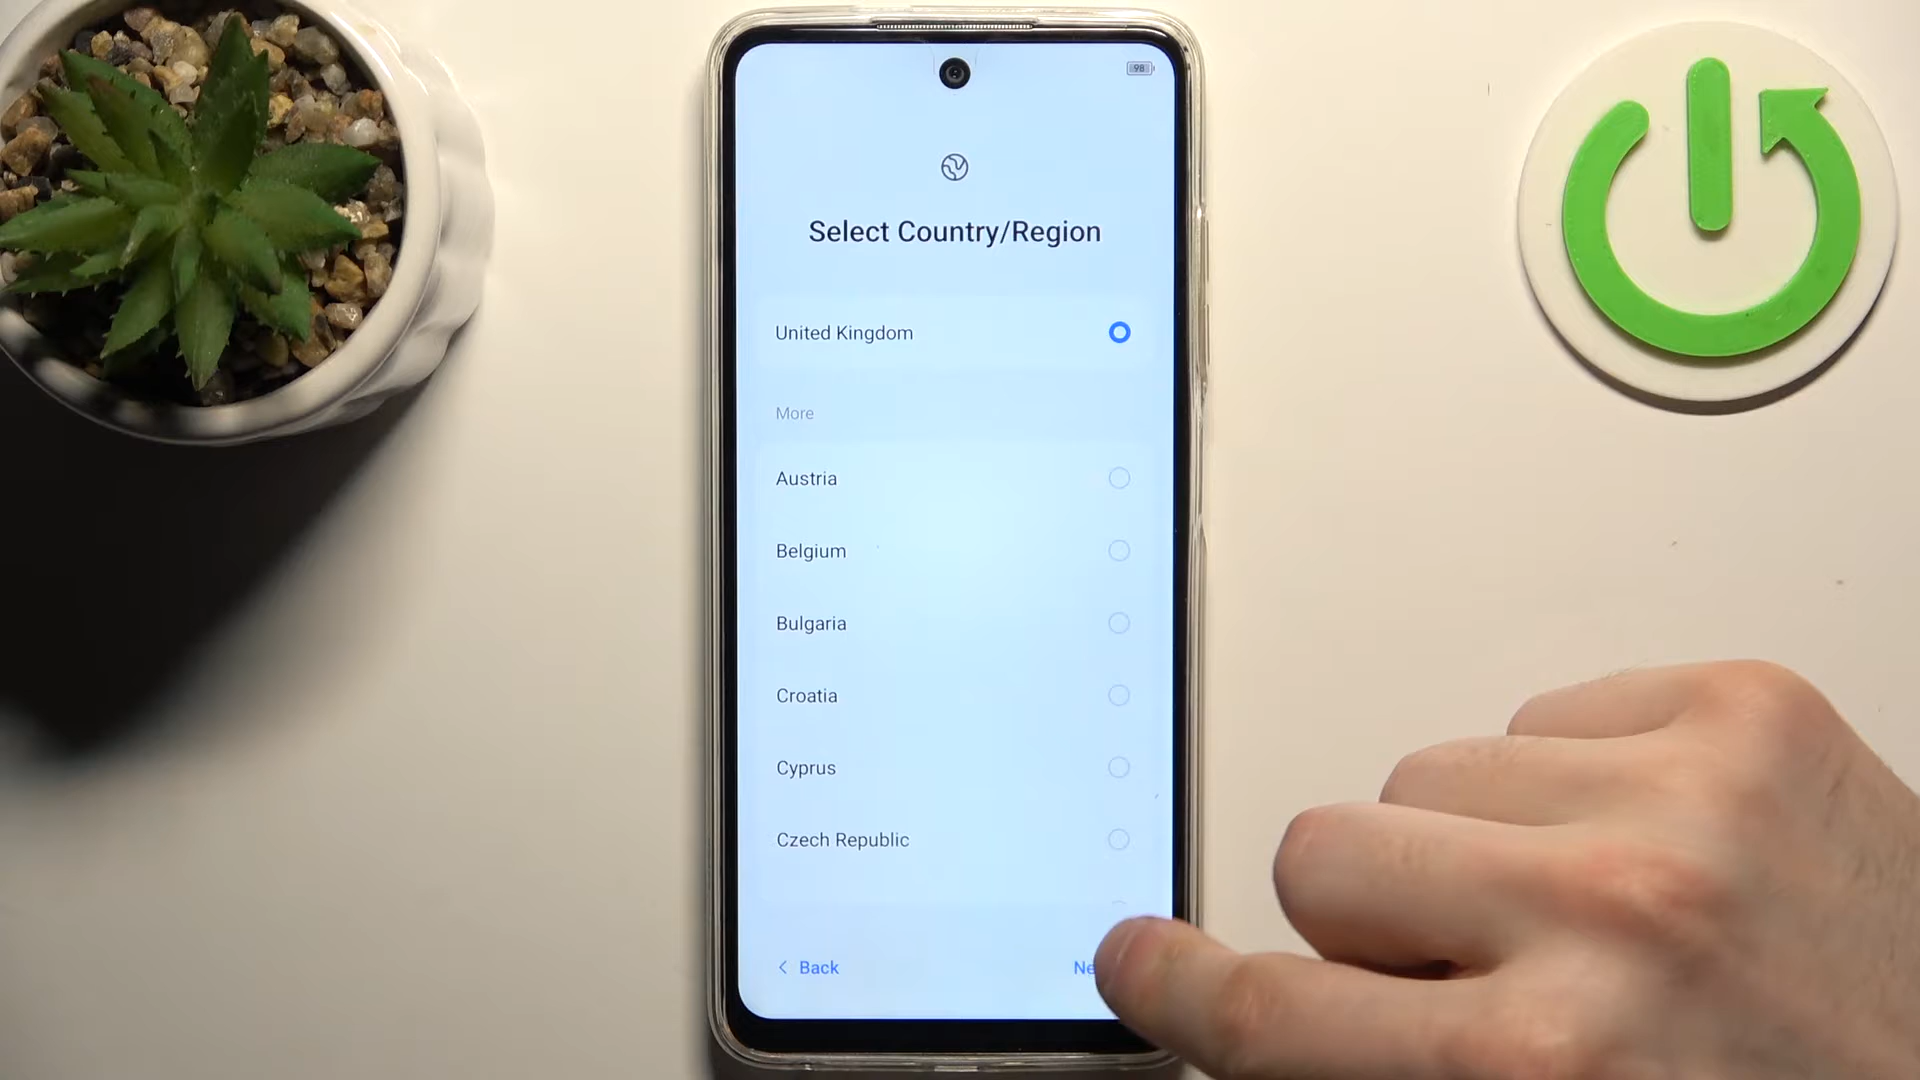 98
Select Country/Region
United Kingdom
More
Austria
Belgium
Bulgaria
Croatia
Cyprus
Czech Republic
Back